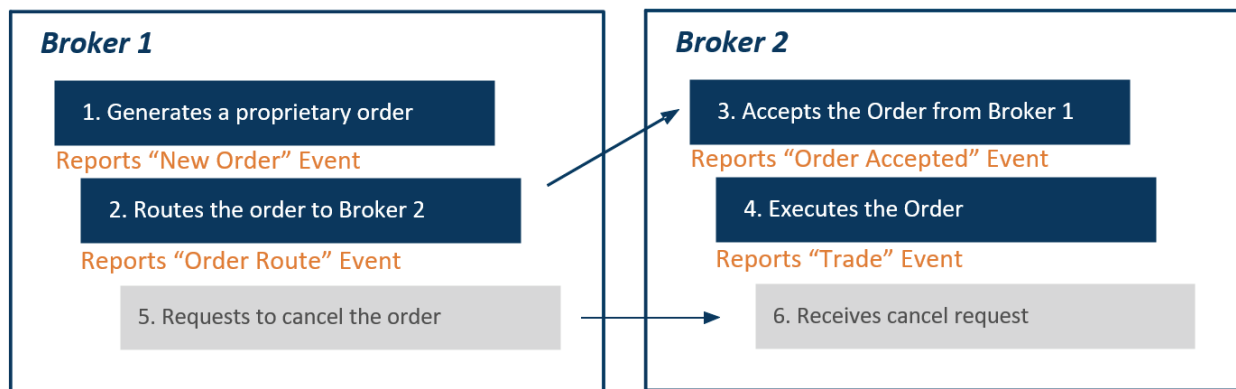 Broker 1
1. Generates a proprietary order
Reports “New Order” Event
2. Routes the order to Broker 2
Reports “Order Route” Event
5. Requests to cancel the order
Broker 2
3. Accepts the Order from Broker 1
Reports “Order Accepted” Event
4. Executes the Order
Reports “Trade” Event
6. Receives cancel request